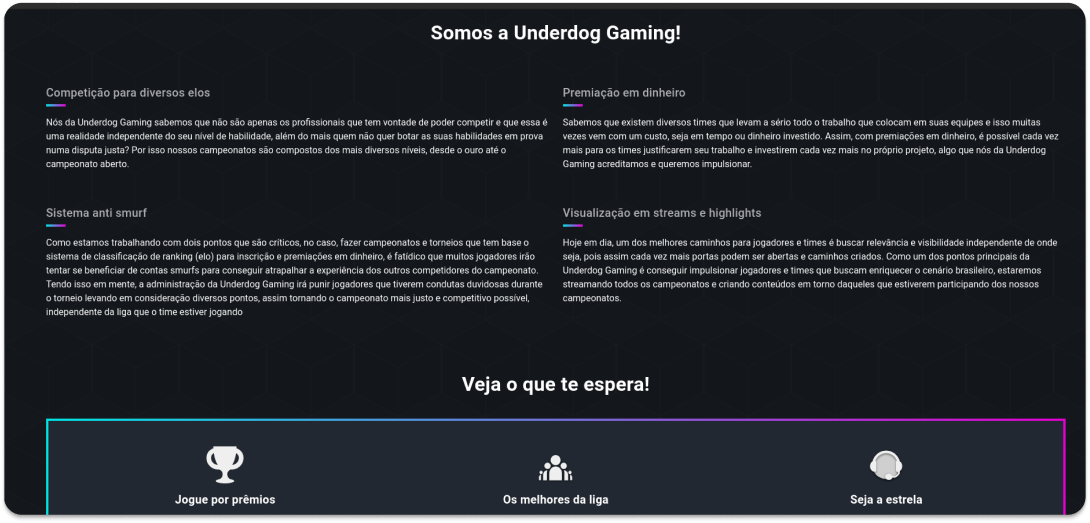 Somos a Underdog Gaming!
Competição para diversos elos
Nós da Underdog Gaming sabemos que não são apenas os profissionais que tem vontade de poder competir e que essa é
uma realidade independente do seu nível de habilidade, além do mais quem não quer botar as suas habilidades em prova
numa disputa justa? Por isso nossos campeonatos são compostos dos mais diversos níveis, desde o ouro até o
campeonato aberto.
Premiação em dinheiro
Sabemos que existem diversos times que levam a sério todo o trabalho que colocam em suas equipes e isso muitas
vezes vem com um custo, seja em tempo ou dinheiro investido. Assim, com premiações em dinheiro, é possível cada vez
mais para os times justificarem seu trabalho e investirem cada vez mais no próprio projeto, algo que nós da Underdog
Gaming acreditamos e queremos impulsionar.
Sistema anti smurf
Como estamos trabalhando com dois pontos que são críticos, no caso, fazer campeonatos e torneios que tem base o
sistema de classificação de ranking (elo) para inscrição e premiações em dinheiro, é fatídico que muitos jogadores irão
tentar se beneficiar de contas smurfs para conseguir atrapalhar a experiência dos outros competidores do campeonato.
Tendo isso em mente, a administração da Underdog Gaming irá punir jogadores que tiverem condutas duvidosas durante
o torneio levando em consideração diversos pontos, assim tornando o campeonato mais justo e competitivo possível,
independente da liga que o time estiver jogando
Visualização em streams e highlights
Hoje em dia, um dos melhores caminhos para jogadores e times é buscar relevância e visibilidade independente de onde
seja, pois assim cada vez mais portas podem ser abertas e caminhos criados. Como um dos pontos principais da
Underdog Gaming é conseguir impulsionar jogadores e times que buscam enriquecer o cenário brasileiro, estaremos
streamando todos os campeonatos e criando conteúdos em torno daqueles que estiverem participando dos nossos
campeonatos.
Veja o que te espera!
Jogue por prêmios
Os melhores da liga
Seja a estrela